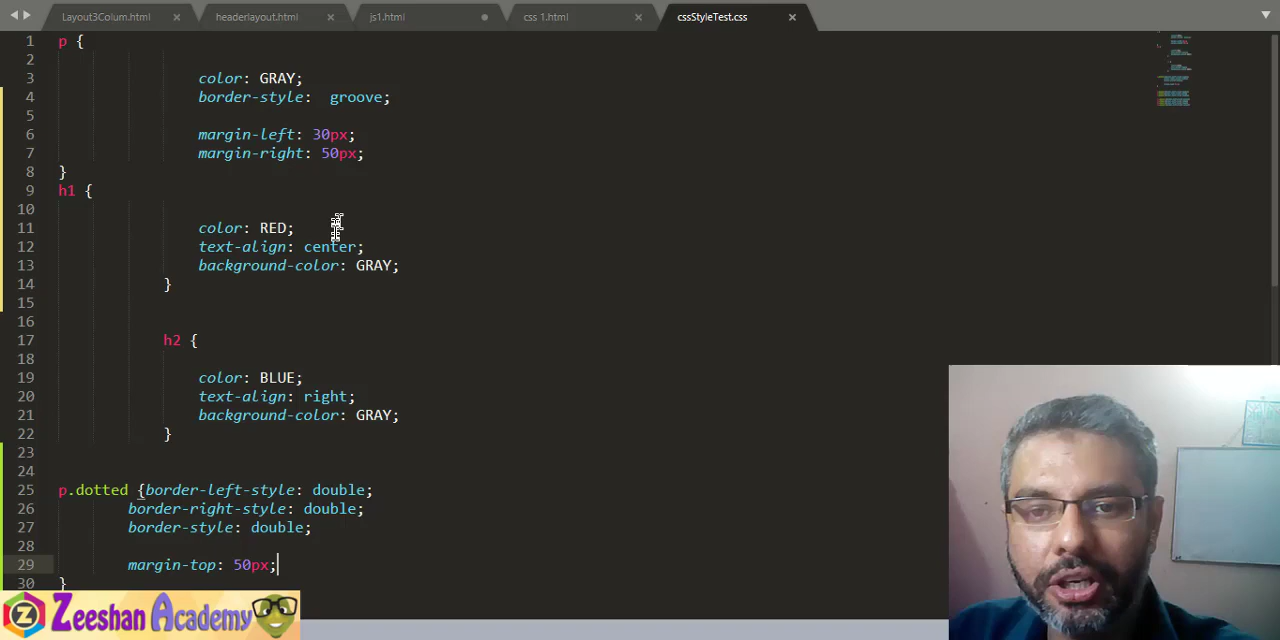 Layout3Colum.html headerlayout.html js1.html css 1.html cssStyleTest.css
1 p {
2
3 color: GRAY;
4 border-style:  groove;
5
6 margin-left: 30px;
7 margin-right: 50px;
8 }
9 h1 {
10
11 color: RED;
12 text-align: center;
13 background-color: GRAY;
14 }
15
16
17 h2 {
18
19 color: BLUE;
20 text-align: right;
21 background-color: GRAY;
22 }
23
24
25 p.dotted {border-left-style: double;
26 border-right-style: double;
27 border-style: double;
28
29 margin-top: 50px;
30 }
Z Zeeshan Academy